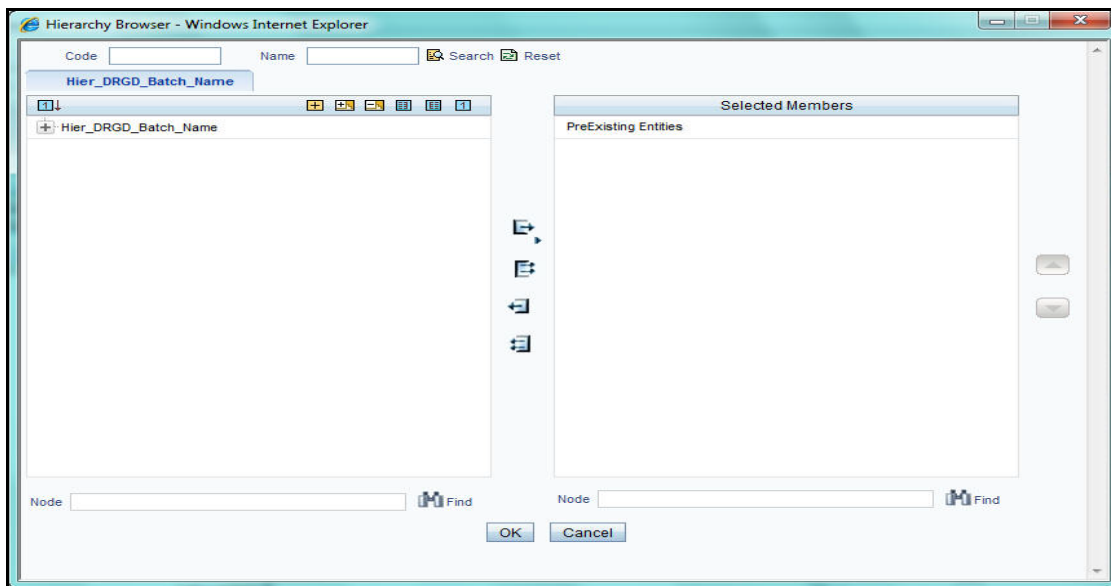 Hierarchy Browser - Windows Internet Explorer
Code Name Search Reset
Hier_DRGD_Batch_Name
Selected Members
Hier_DRGD_Batch_Name
PreExisting Entities
Node Find
Node Find
OK Cancel